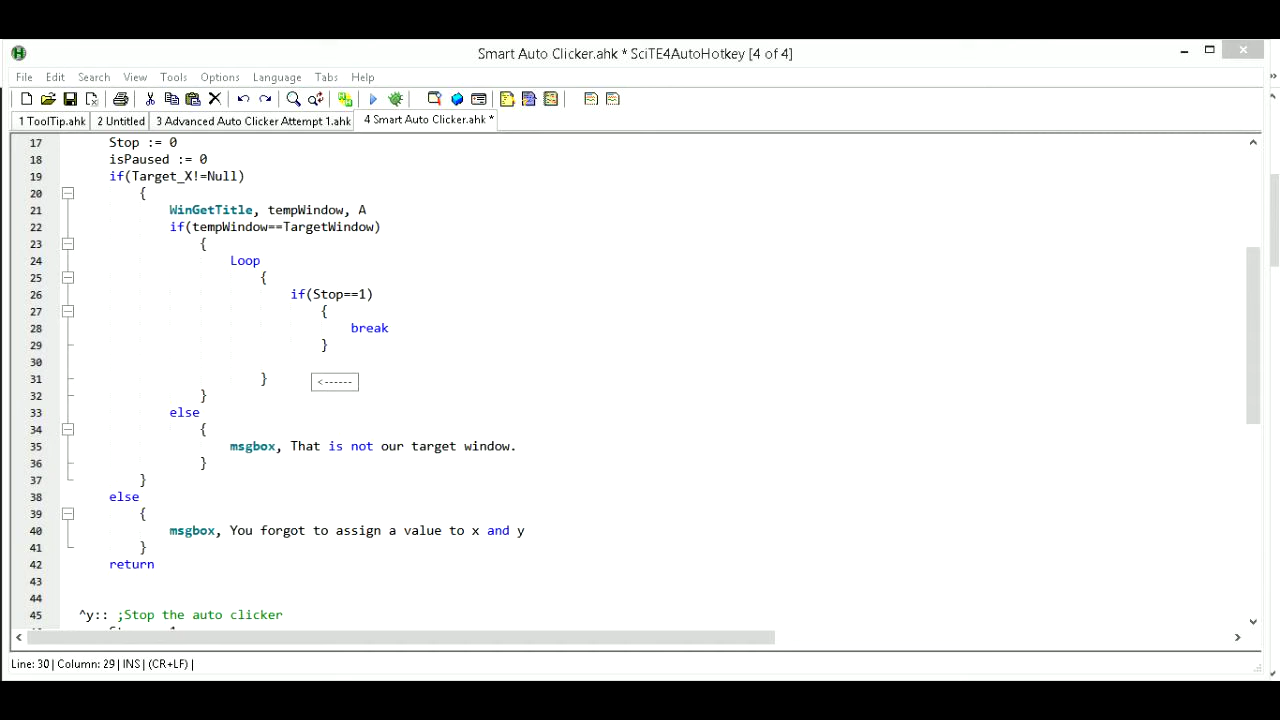 Smart Auto Clicker.ahk * SciTE4AutoHotkey [4 of 4]
File Edit Search View Tools Options Language Tabs Help
1 ToolTip.ahk 2 Untitled 3 Advanced Auto Clicker Attempt 1.ahk 4 Smart Auto Clicker.ahk *
17 Stop := 0
18 isPaused := 0
19 if(Target_X!=Null)
20 {
21 WinGetTitle, tempWindow, A
22 if(tempWindow==TargetWindow)
23 {
24 Loop
25 {
26 if(Stop==1)
27 {
28 break
29 }
30
31 } <------
32 }
33 else
34 {
35 msgbox, That is not our target window.
36 }
37 }
38 else
39 {
40 msgbox, You forgot to assign a value to x and y
41 }
42 return
43
44
45 ^y:: ;Stop the auto clicker
Line: 30 | Column: 29 | INS | (CR+LF) |